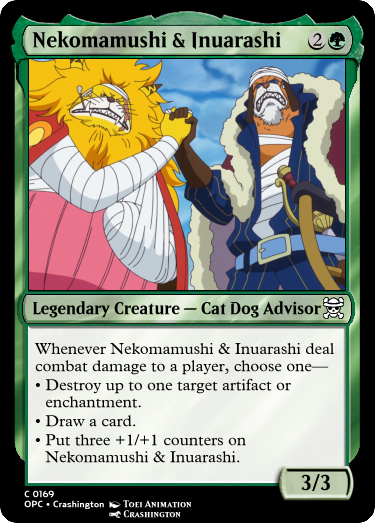 Nekomamushi & Inuarashi 2
Legendary Creature — Cat Dog Advisor
Whenever Nekomamushi & Inuarashi deal
combat damage to a player, choose one—
• Destroy up to one target artifact or
enchantment.
• Draw a card.
• Put three +1/+1 counters on
Nekomamushi & Inuarashi.
3/3
C 0169
OPC • Crashington Toei Animation
Crashington